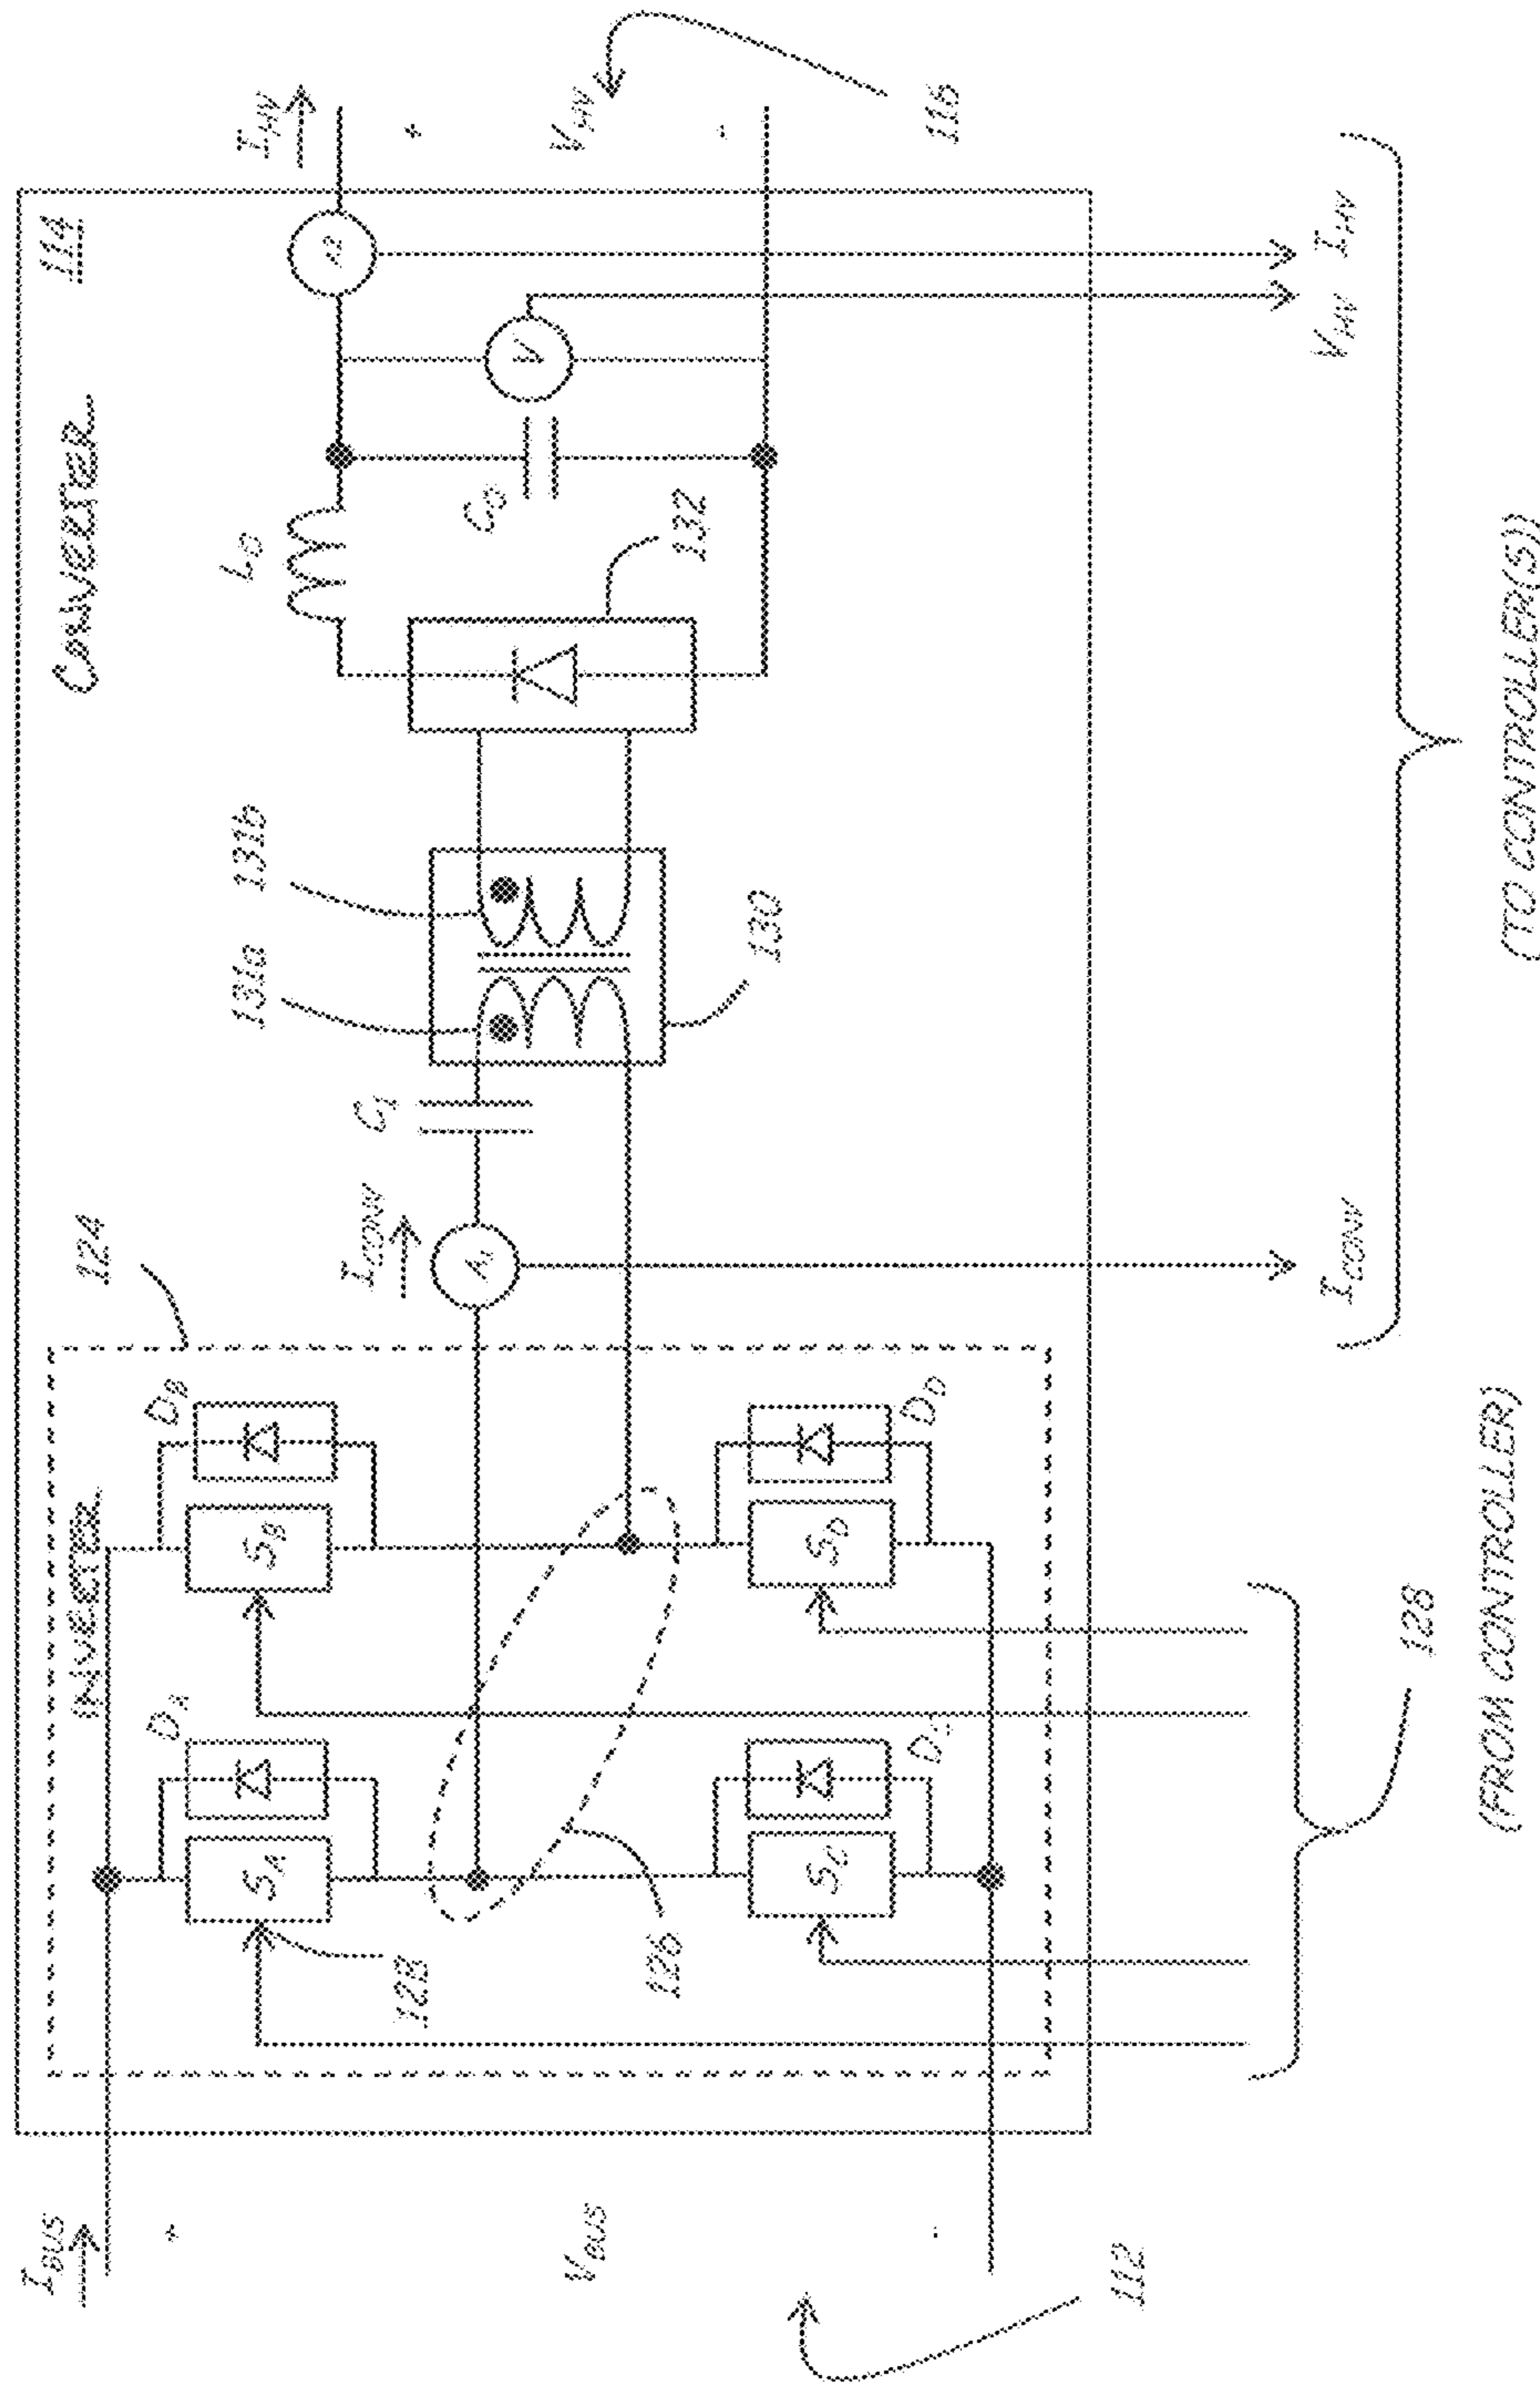 CONVERTER
114
INVERTER
124
I_BUS
+
V_BUS
-
112
S_A
D_A
S_B
D_B
S_C
D_C
S_D
D_D
128
126
I_CONV
A1
C1
131a
131b
130
132
L_O
C_O
V
A2
I_HV
+
V_HV
-
116
I_CONV
V_HV
I_HV
128
(FROM CONTROLLER)
(TO CONTROLLER(S))